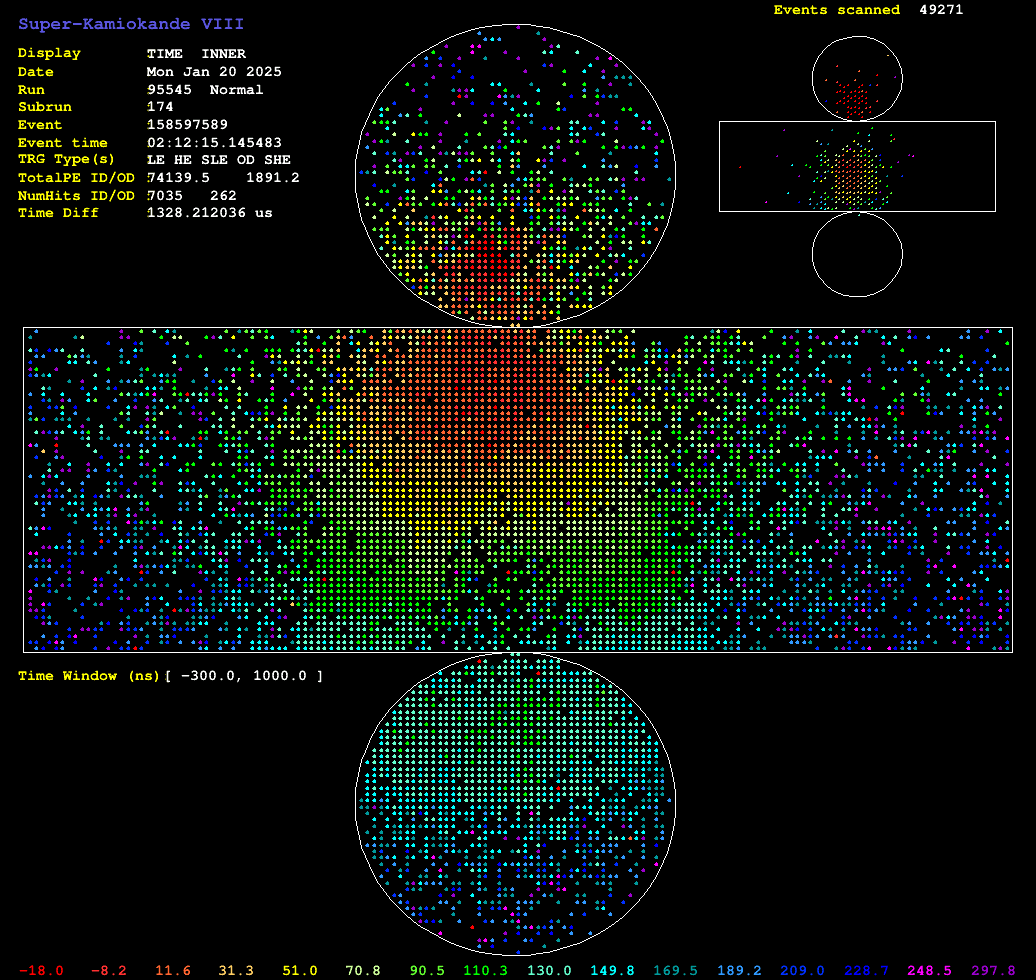 Super-Kamiokande VIII
Events scanned 49271
Display TIME INNER
Date Mon Jan 20 2025
Run 95545 Normal
Subrun 174
Event 158597589
Event time 02:12:15.145483
TRG Type(s) LE HE SLE OD SHE
TotalPE ID/OD 74139.5 1891.2
NumHits ID/OD 7035 262
Time Diff 1328.212036 us
Time Window (ns)[ -300.0, 1000.0 ]
-18.0 -8.2 11.6 31.3 51.0 70.8 90.5 110.3 130.0 149.8 169.5 189.2 209.0 228.7 248.5 297.8